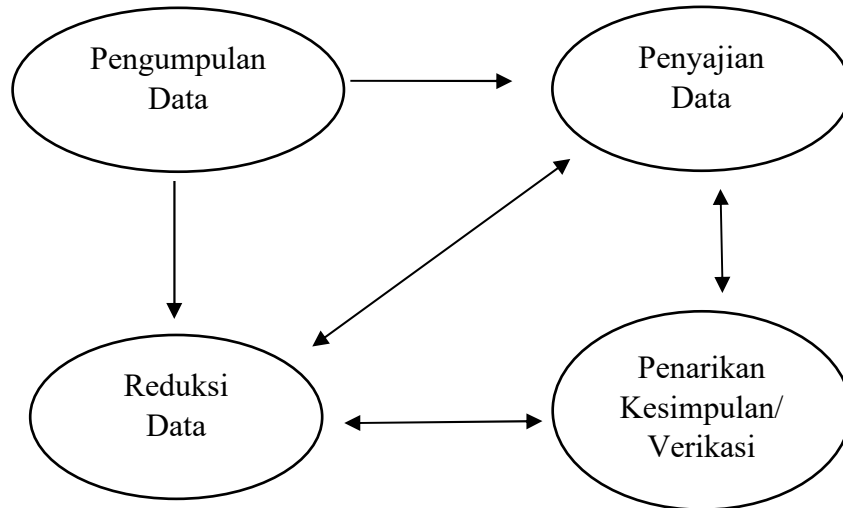 Pengumpulan
Data
Penyajian
Data
Reduksi
Data
Penarikan
Kesimpulan/
Verikasi